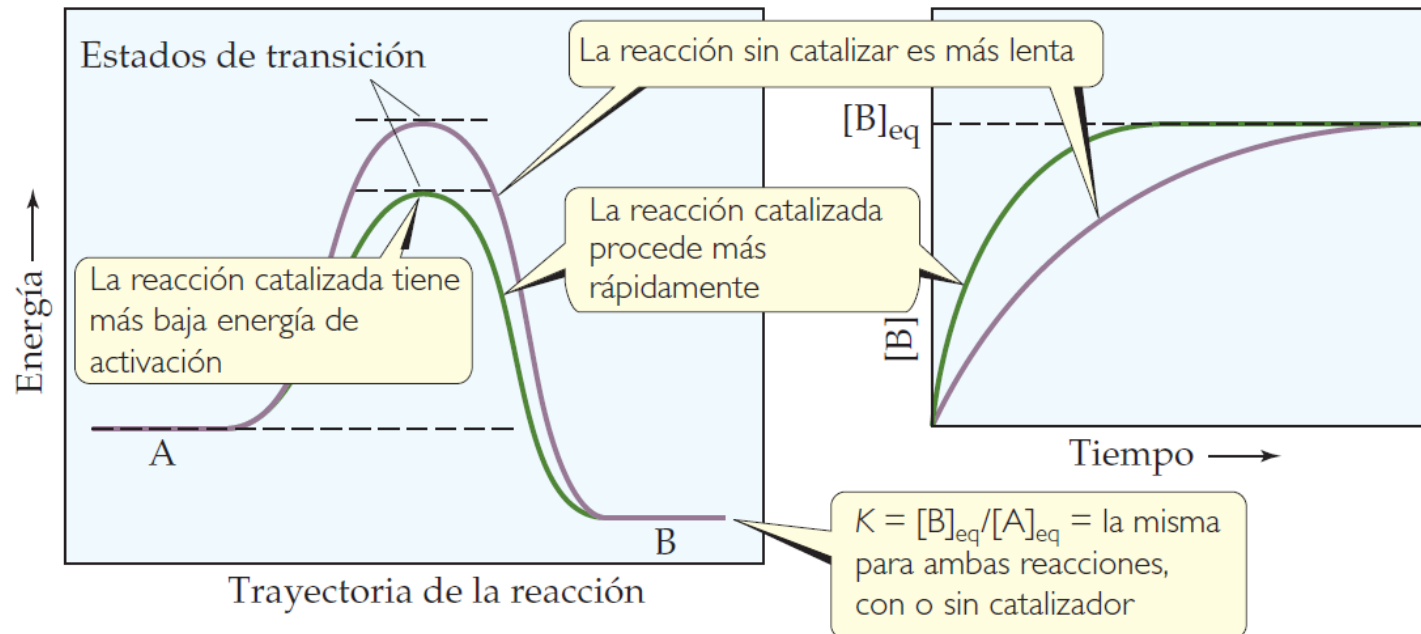 Estados de transición
La reacción sin catalizar es más lenta
[B]eq
La reacción catalizada
procede más
rápidamente
La reacción catalizada tiene
más baja energía de
activación
Energía
[B]
A
Tiempo
B
K = [B]eq/[A]eq = la misma
para ambas reacciones,
con o sin catalizador
Trayectoria de la reacción